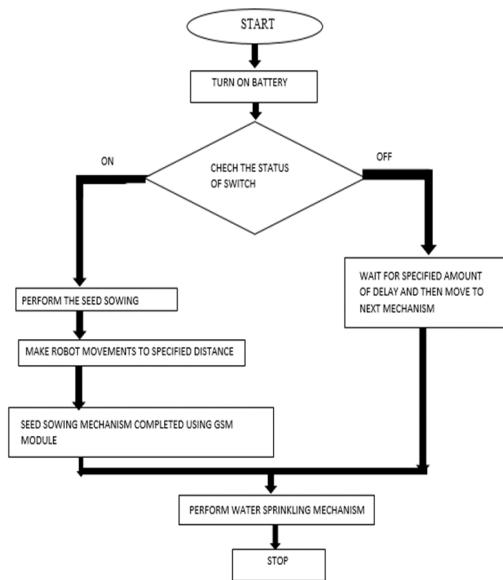 START
TURN ON BATTERY
CHECH THE STATUS
OF SWITCH
ON
OFF
PERFORM THE SEED SOWING
MAKE ROBOT MOVEMENTS TO SPECIFIED DISTANCE
SEED SOWING MECHANISM COMPLETED USING GSM
MODULE
WAIT FOR SPECIFIED AMOUNT
OF DELAY AND THEN MOVE TO
NEXT MECHANISM
PERFORM WATER SPRINKLING MECHANISM
STOP